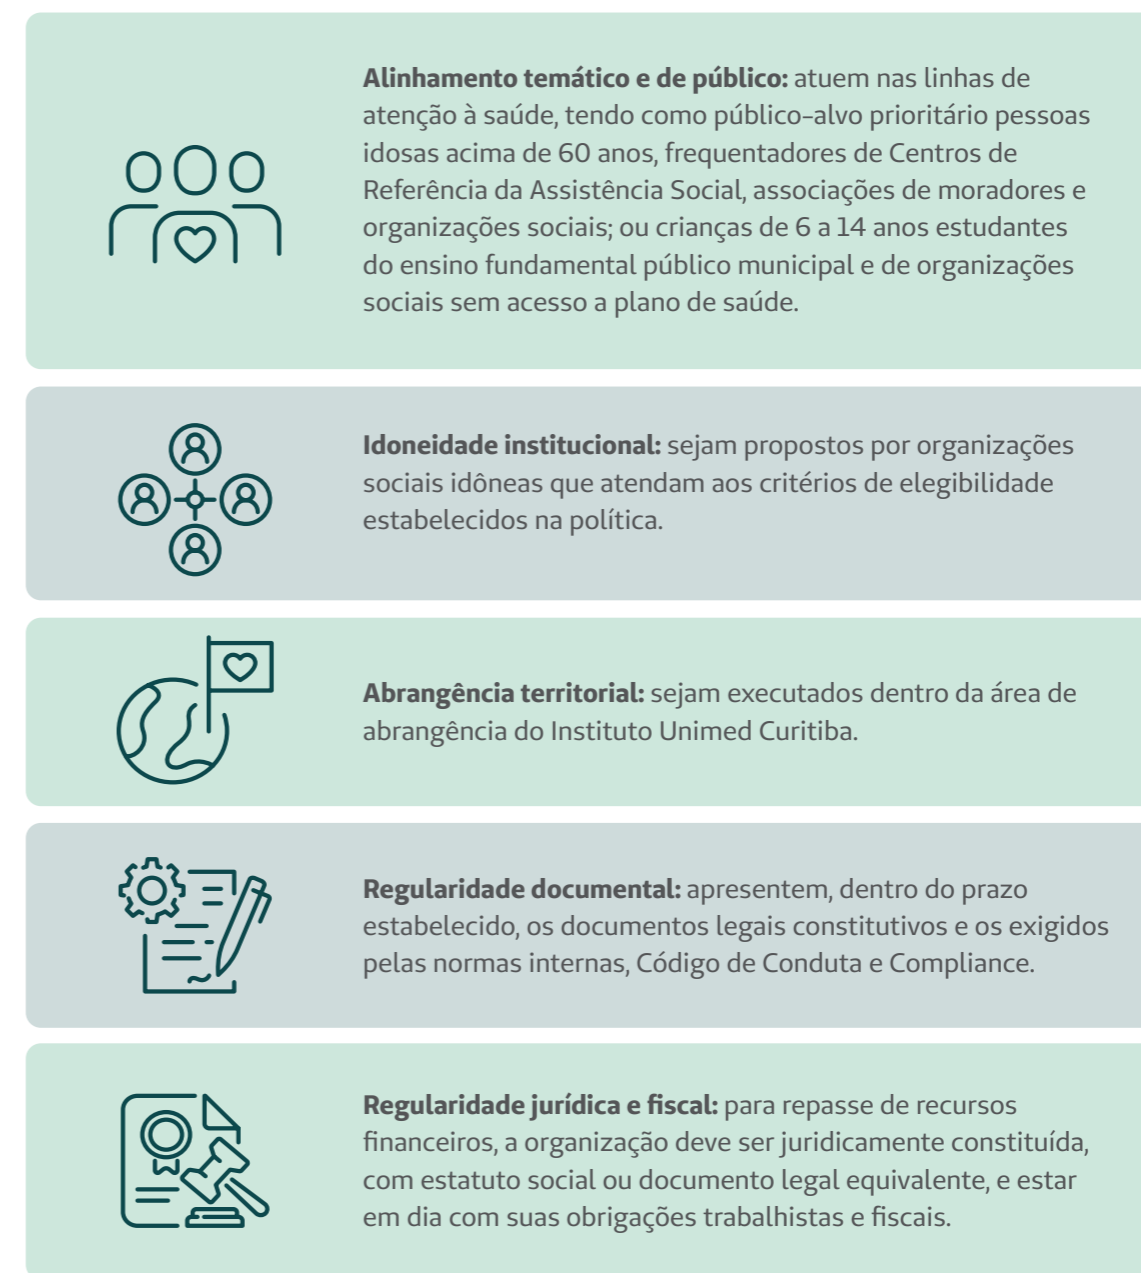 Alinhamento temático e de público: atuem nas linhas de
atenção à saúde, tendo como público-alvo prioritário pessoas
idosas acima de 60 anos, frequentadores de Centros de
Referência da Assistência Social, associações de moradores e
organizações sociais; ou crianças de 6 a 14 anos estudantes
do ensino fundamental público municipal e de organizações
sociais sem acesso a plano de saúde.
Idoneidade institucional: sejam propostos por organizações
sociais idôneas que atendam aos critérios de elegibilidade
estabelecidos na política.
Abrangência territorial: sejam executados dentro da área de
abrangência do Instituto Unimed Curitiba.
Regularidade documental: apresentem, dentro do prazo
estabelecido, os documentos legais constitutivos e os exigidos
pelas normas internas, Código de Conduta e Compliance.
Regularidade jurídica e fiscal: para repasse de recursos
financeiros, a organização deve ser juridicamente constituída,
com estatuto social ou documento legal equivalente, e estar
em dia com suas obrigações trabalhistas e fiscais.